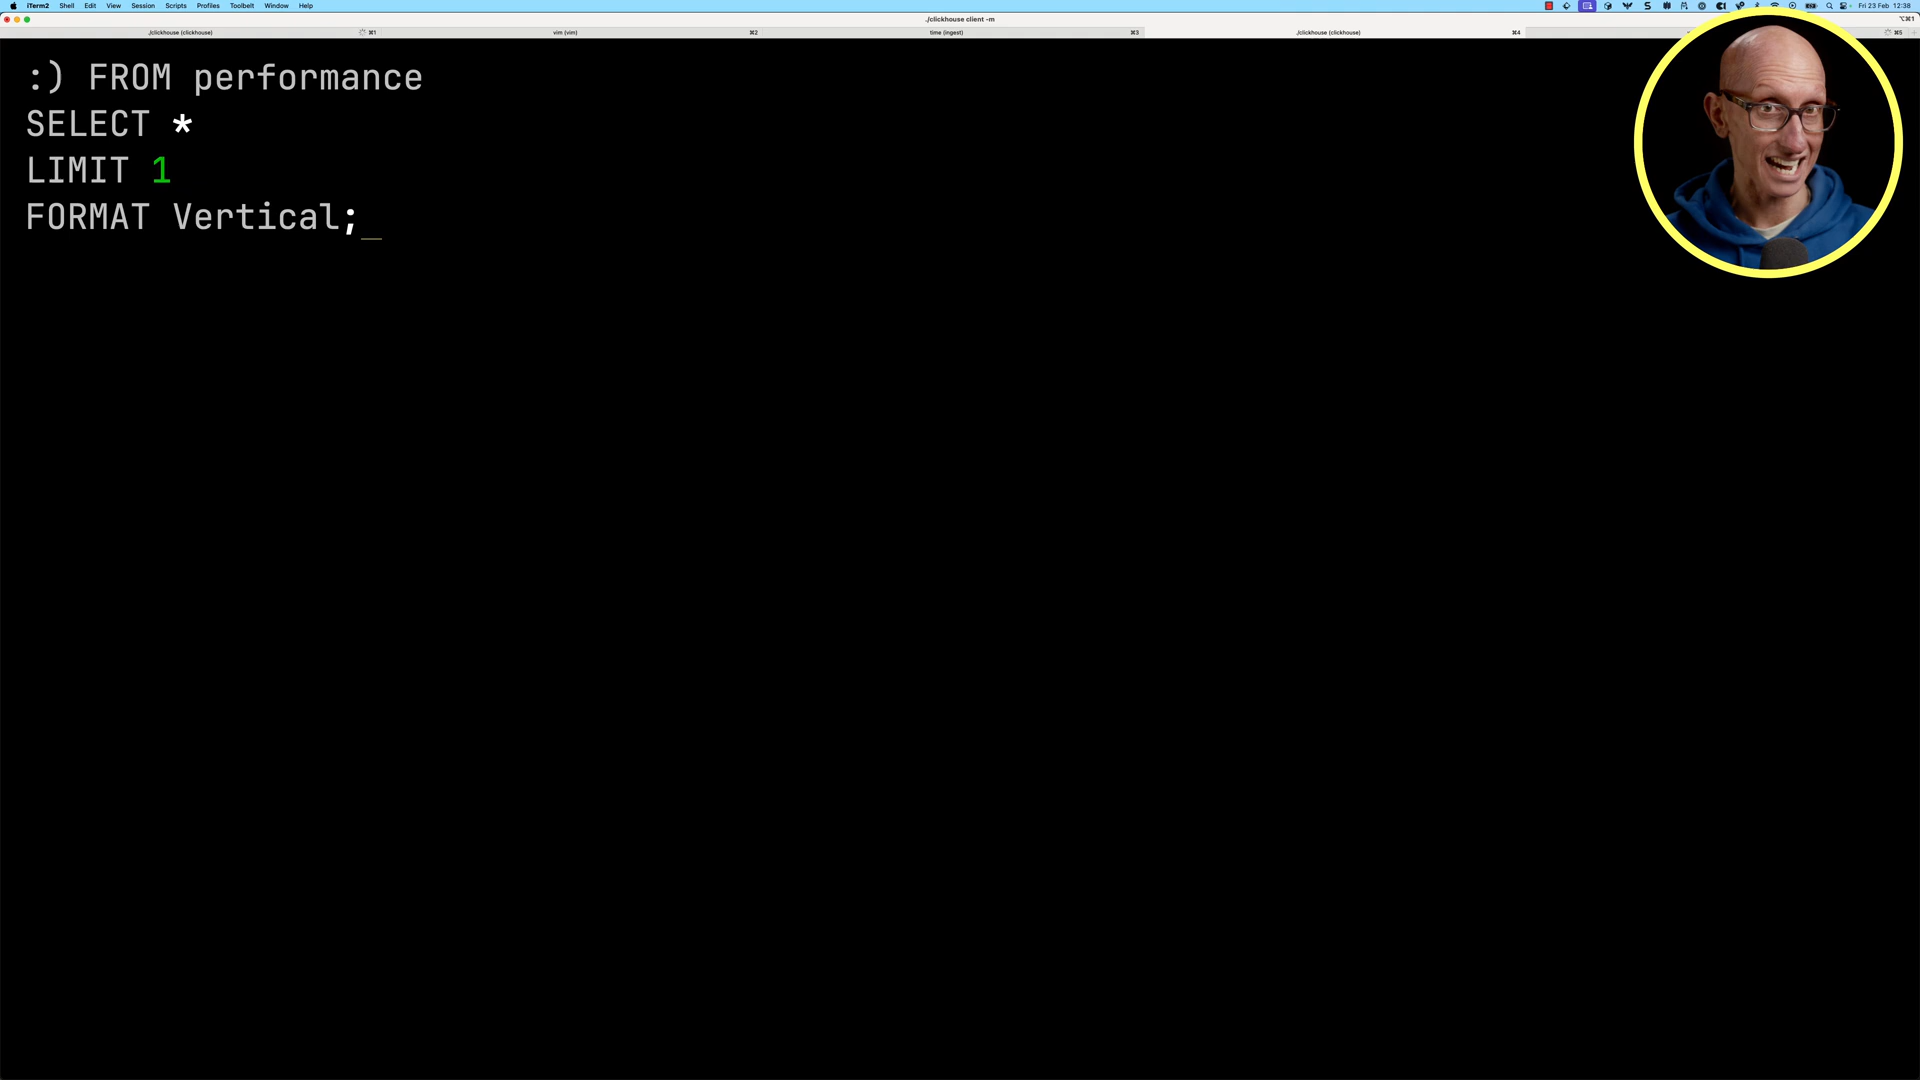 iTerm2 Shell Edit View Session Scripts Profiles Toolbelt Window Help
Fri 23 Feb 12:38
./clickhouse client -m
⌥⌘1
./clickhouse (clickhouse) ⌘1 vim (vim) ⌘2 time (ingest) ⌘3 ./clickhouse (clickhouse) ⌘4 ⌘5
:) FROM performance
SELECT *
LIMIT 1
FORMAT Vertical;_